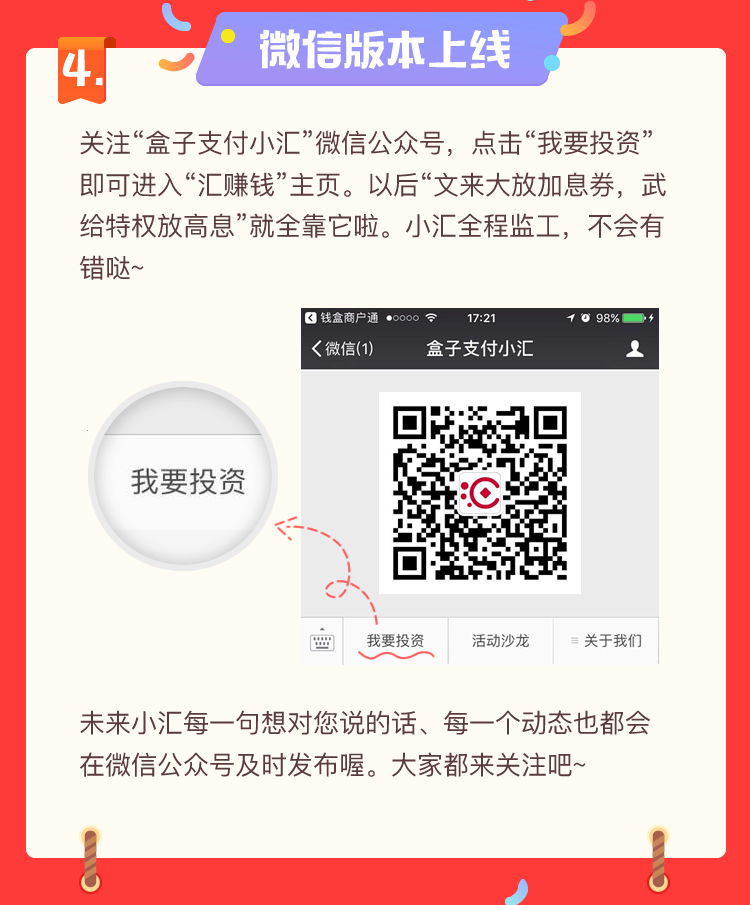 微信版本上线
4.
关注“盒子支付小汇”微信公众号，点击“我要投资”
即可进入“汇赚钱”主页。以后“文来大放加息券，武
给特权放高息”就全靠它啦。小汇全程监工，不会有
错哒~
钱盒商户通 17:21 98%
微信(1) 盒子支付小汇
我要投资
我要投资 活动沙龙 关于我们
未来小汇每一句想对您说的话、每一个动态也都会
在微信公众号及时发布喔。大家都来关注吧~